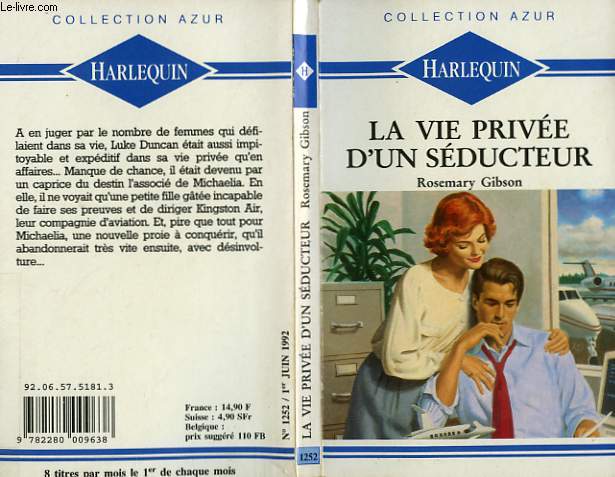 Le-livre.com
COLLECTION AZUR
HARLEQUIN
A en juger par le nombre de femmes qui défi-
laient dans sa vie, Luke Duncan était aussi impi-
toyable et expéditif dans sa vie privée qu'en
affaires... Manque de chance, il était devenu par
un caprice du destin l'associé de Michaelia. En
elle, il ne voyait qu'une petite fille gâtée incapable
de faire ses preuves et de diriger Kingston Air,
leur compagnie d'aviation. Et, pire que tout pour
Michaelia, une nouvelle proie à conquérir, qu'il
abandonnerait très vite ensuite, avec désinvol-
ture...
92.06.57.5181.3
9 782280 009638
France : 14,90 F
Suisse : 4,90 SFr
Belgique :
prix suggéré 110 FB
8 titres par mois le 1er de chaque mois
H
N° 1252 / 1er JUIN 1992
LA VIE PRIVÉE D'UN SÉDUCTEUR Rosemary Gibson
1252
COLLECTION AZUR
HARLEQUIN
LA VIE PRIVÉE
D'UN SÉDUCTEUR
Rosemary Gibson